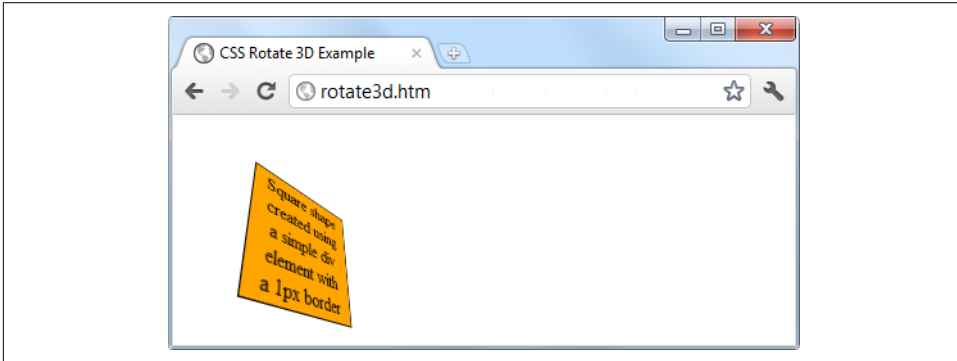 CSS Rotate 3D Example
rotate3d.htm
Square shape
created using
a simple div
element with
a 1px border